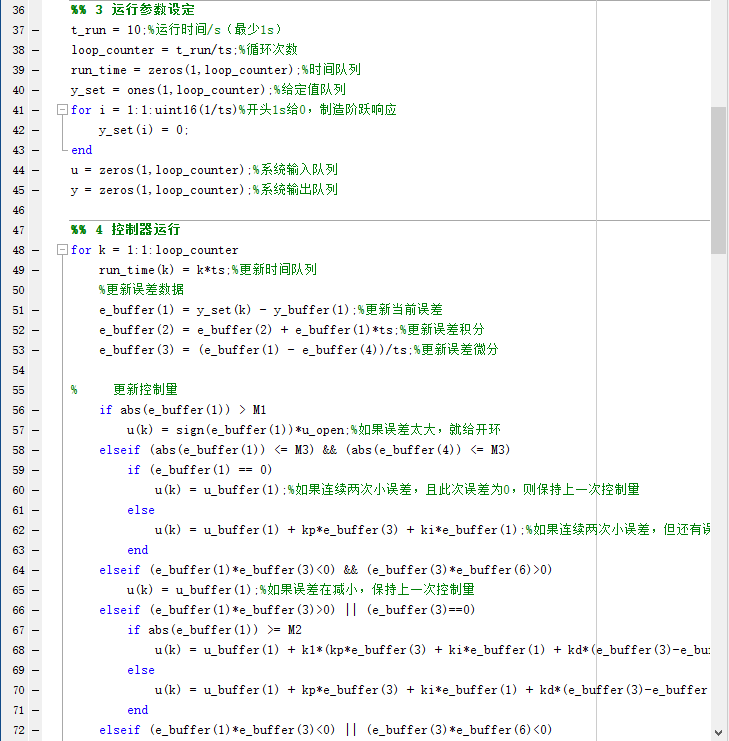 36 %% 3 运行参数设定
37 — t_run = 10;%运行时间/s（最少1s）
38 — loop_counter = t_run/ts;%循环次数
39 — run_time = zeros(1,loop_counter);%时间队列
40 — y_set = ones(1,loop_counter);%给定值队列
41 — for i = 1:1:uint16(1/ts)%开头1s给0，制造阶跃响应
42 — y_set(i) = 0;
43 — end
44 — u = zeros(1,loop_counter);%系统输入队列
45 — y = zeros(1,loop_counter);%系统输出队列
46
47 %% 4 控制器运行
48 — for k = 1:1:loop_counter
49 — run_time(k) = k*ts;%更新时间队列
50 %更新误差数据
51 — e_buffer(1) = y_set(k) - y_buffer(1);%更新当前误差
52 — e_buffer(2) = e_buffer(2) + e_buffer(1)*ts;%更新误差积分
53 — e_buffer(3) = (e_buffer(1) - e_buffer(4))/ts;%更新误差微分
54
55 % 更新控制量
56 — if abs(e_buffer(1)) > M1
57 — u(k) = sign(e_buffer(1))*u_open;%如果误差太大，就给开环
58 — elseif (abs(e_buffer(1)) <= M3) && (abs(e_buffer(4)) <= M3)
59 — if (e_buffer(1) == 0)
60 — u(k) = u_buffer(1);%如果连续两次小误差，且此次误差为0，则保持上一次控制量
61 — else
62 — u(k) = u_buffer(1) + kp*e_buffer(3) + ki*e_buffer(1);%如果连续两次小误差，但还有误
63 — end
64 — elseif (e_buffer(1)*e_buffer(3)<0) && (e_buffer(3)*e_buffer(6)>0)
65 — u(k) = u_buffer(1);%如果误差在减小，保持上一次控制量
66 — elseif (e_buffer(1)*e_buffer(3)>0) || (e_buffer(3)==0)
67 — if abs(e_buffer(1)) >= M2
68 — u(k) = u_buffer(1) + k1*(kp*e_buffer(3) + ki*e_buffer(1) + kd*(e_buffer(3)-e_bu
69 — else
70 — u(k) = u_buffer(1) + kp*e_buffer(3) + ki*e_buffer(1) + kd*(e_buffer(3)-e_buffer
71 — end
72 — elseif (e_buffer(1)*e_buffer(3)<0) || (e_buffer(3)*e_buffer(6)<0)